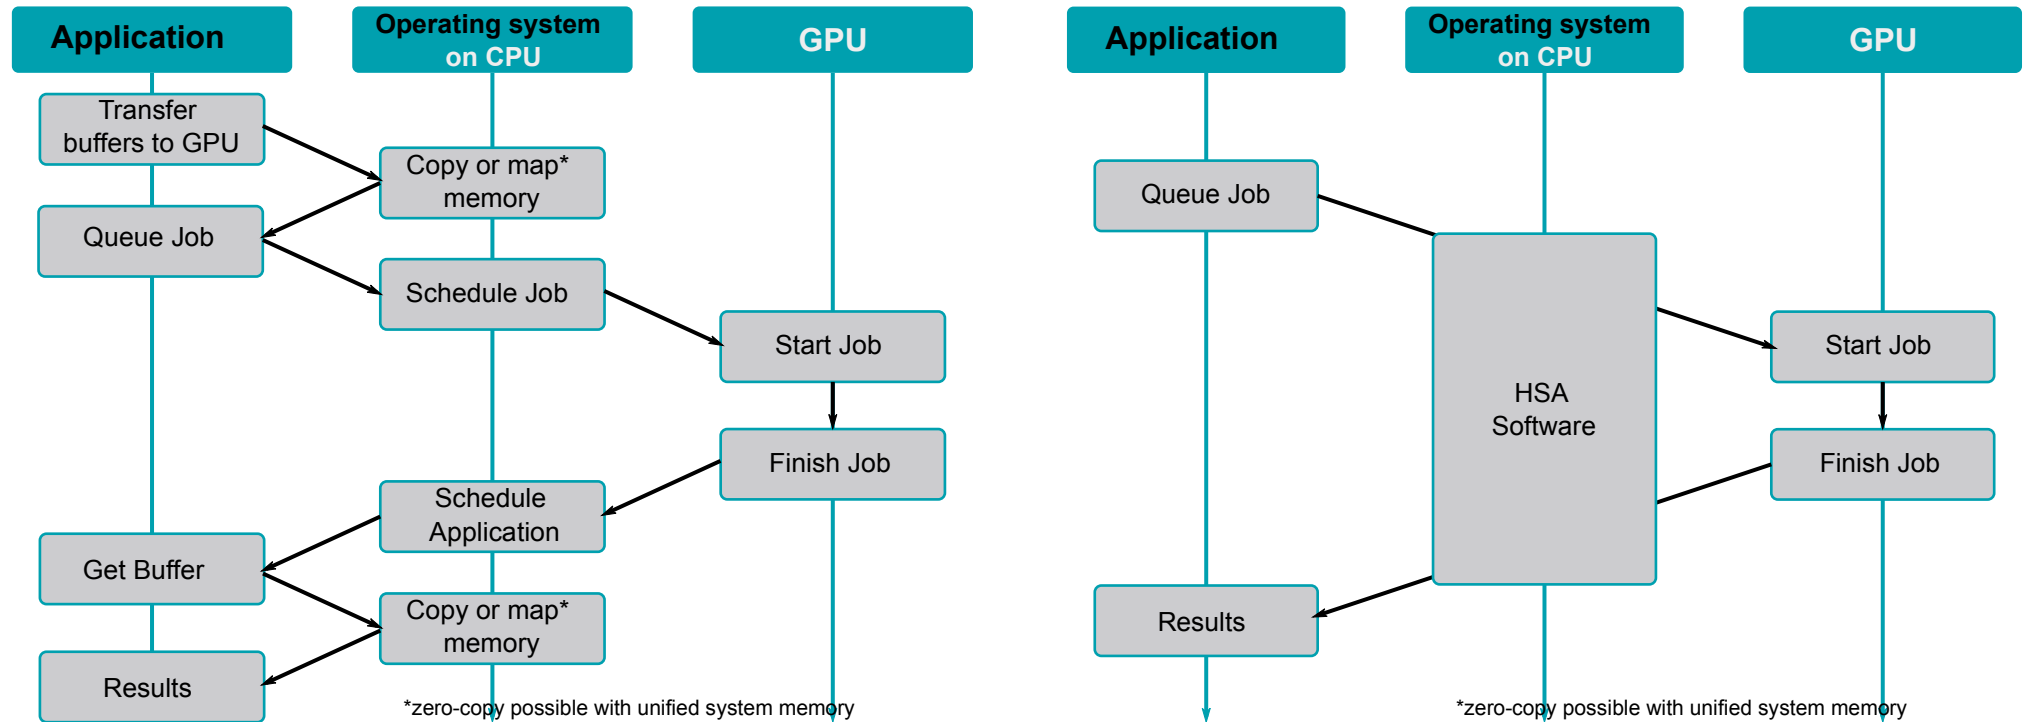 Application
Operating system
on CPU
GPU
Transfer
buffers to GPU
Copy or map*
memory
Queue Job
Schedule Job
Start Job
Finish Job
Schedule
Application
Get Buffer
Copy or map*
memory
Results
*zero-copy possible with unified system memory
Application
Operating system
on CPU
GPU
Queue Job
HSA
Software
Start Job
Finish Job
Results
*zero-copy possible with unified system memory